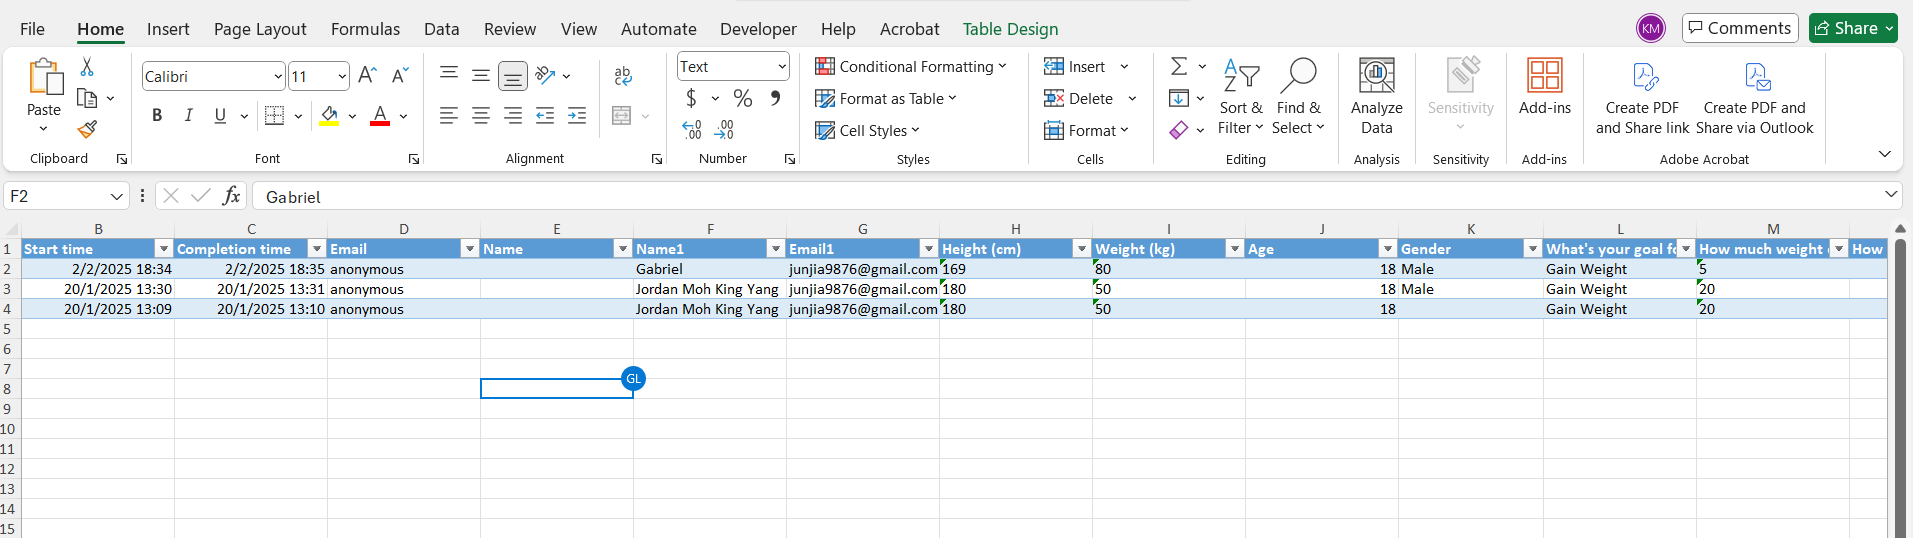 File Home Insert Page Layout Formulas Data Review View Automate Developer Help Acrobat Table Design KM Comments Share
Calibri 11 Text Conditional Formatting Insert
Paste Format as Table Delete Sort & Filter Find & Select Analyze Data Sensitivity Add-ins Create PDF and Share link Create PDF and Share via Outlook
B I U A $ % Cell Styles Format
Clipboard Font Alignment Number Styles Cells Editing Analysis Sensitivity Add-ins Adobe Acrobat
F2 fx Gabriel
B C D E F G H I J K L M
1 Start time Completion time Email Name Name1 Email1 Height (cm) Weight (kg) Age Gender What's your goal fo How much weight How
2 2/2/2025 18:34 2/2/2025 18:35 anonymous Gabriel junjia9876@gmail.com 169 80 18 Male Gain Weight 5
3 20/1/2025 13:30 20/1/2025 13:31 anonymous Jordan Moh King Yang junjia9876@gmail.com 180 50 18 Male Gain Weight 20
4 20/1/2025 13:09 20/1/2025 13:10 anonymous Jordan Moh King Yang junjia9876@gmail.com 180 50 18 Gain Weight 20
5
6
7
GL
8
9
10
11
12
13
14
15